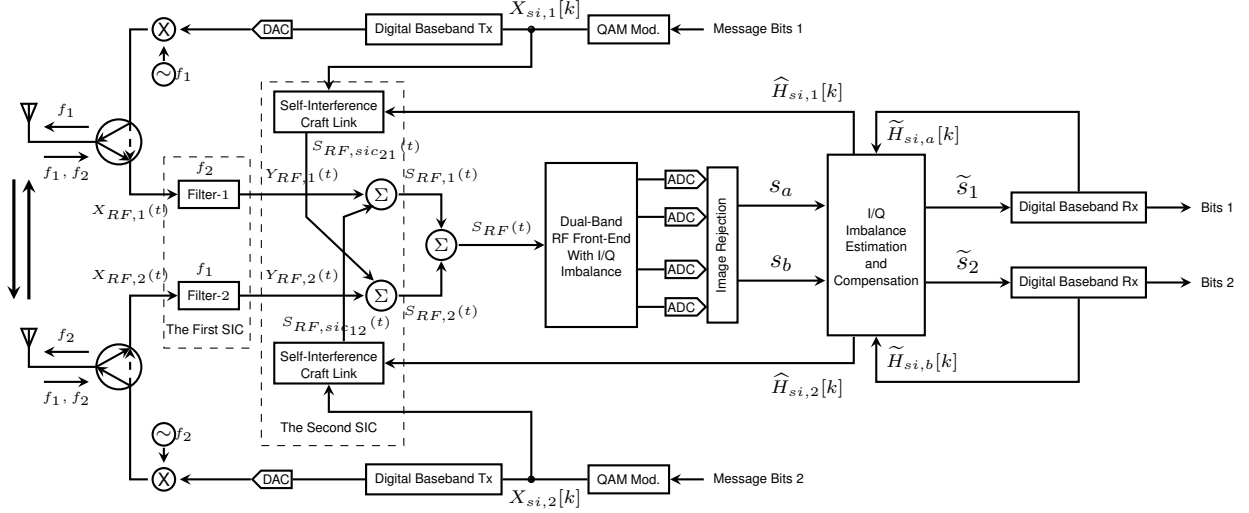 X_{si,1}[k]
X DAC Digital Baseband Tx QAM Mod. Message Bits 1
∼ f_1
f_1
Self-Interference
Craft Link
\widehat{H}_{si,1}[k]
\widetilde{H}_{si,a}[k]
S_{RF,sic_{21}}(t)
f_1, f_2
f_2
Filter-1
Y_{RF,1}(t)
Σ
S_{RF,1}(t)
X_{RF,1}(t)
ADC
ADC
ADC
ADC
Dual-Band
RF Front-End
With I/Q
Imbalance
Image Rejection
s_a
s_b
I/Q
Imbalance
Estimation
and
Compensation
\widetilde{s}_1
Digital Baseband Rx
Bits 1
Σ
S_{RF}(t)
X_{RF,2}(t)
f_1
Filter-2
Y_{RF,2}(t)
Σ
S_{RF,2}(t)
\widetilde{s}_2
Digital Baseband Rx
Bits 2
The First SIC
S_{RF,sic_{12}}(t)
f_2
f_1, f_2
Self-Interference
Craft Link
\widehat{H}_{si,2}[k]
\widetilde{H}_{si,b}[k]
The Second SIC
∼ f_2
X DAC Digital Baseband Tx QAM Mod. Message Bits 2
X_{si,2}[k]